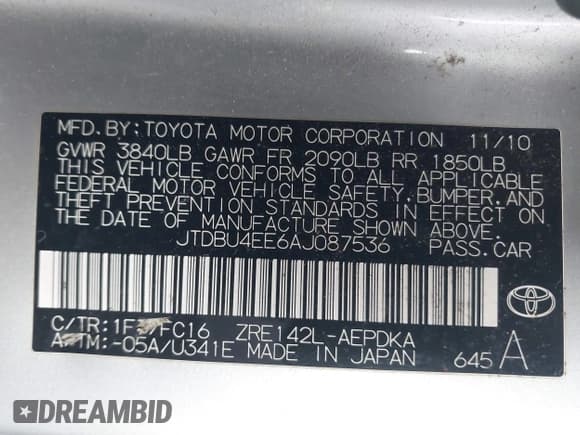 MFD.BY:TOYOTA MOTOR CORPORATION 11/10
GVWR 3840LB GAWR FR 2090LB RR 1850LB
THIS VEHICLE CONFORMS TO ALL APPLICABLE
FEDERAL MOTOR VEHICLE SAFETY, BUMPER, AND
THEFT PREVENTION STANDARDS IN EFFECT ON
THE DATE OF MANUFACTURE SHOWN ABOVE.
JTDBU4EE6AJ087536 PASS.CAR
FC16 ZRE142L-AEPDKA
-05A/U341E MADE IN JAPAN 645 A
TOYOTA
DREAMBID